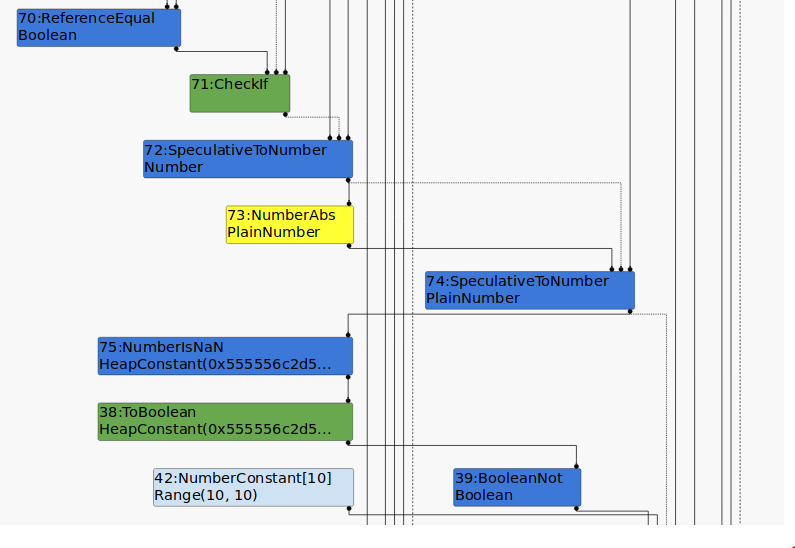 70:ReferenceEqual
Boolean
71:CheckIf
72:SpeculativeToNumber
Number
73:NumberAbs
PlainNumber
74:SpeculativeToNumber
PlainNumber
75:NumberIsNaN
HeapConstant(0x555556c2d5...
38:ToBoolean
HeapConstant(0x555556c2d5...
42:NumberConstant[10]
Range(10, 10)
39:BooleanNot
Boolean